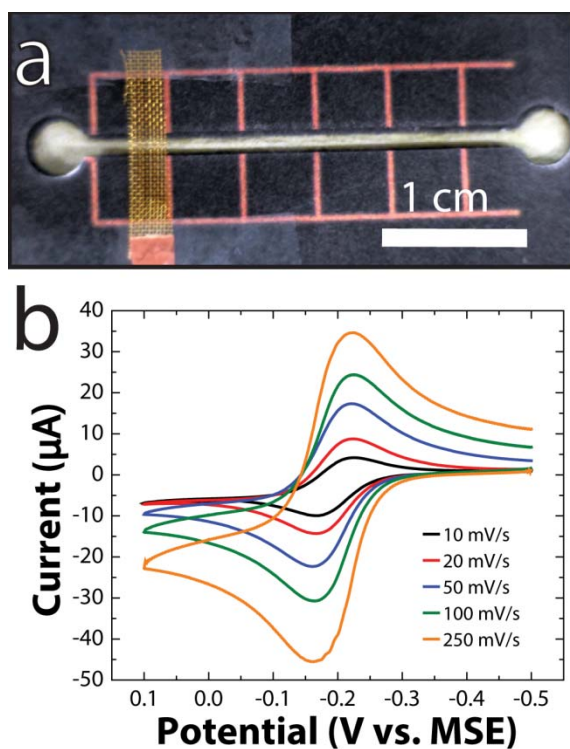 a
1 cm
b
Current (µA)
40
30
20
10
0
-10
-20
-30
-40
-50
10 mV/s
20 mV/s
50 mV/s
100 mV/s
250 mV/s
0.1 0.0 -0.1 -0.2 -0.3 -0.4 -0.5
Potential (V vs. MSE)